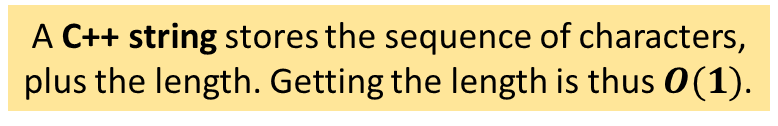 A C++ string stores the sequence of characters,
plus the length. Getting the length is thus O(1).